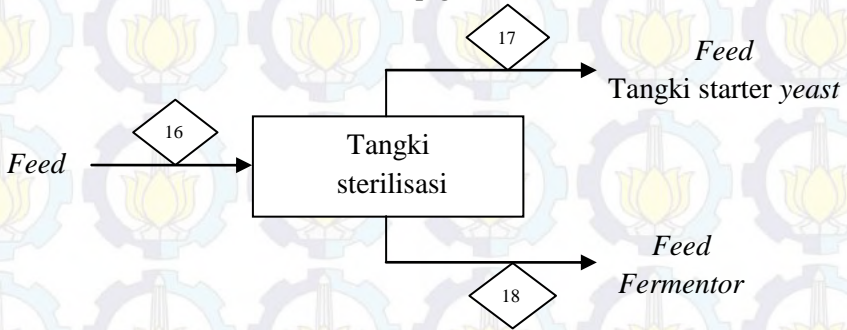 17
Feed
Tangki starter yeast
16
Feed
Tangki
sterilisasi
Feed
Fermentor
18